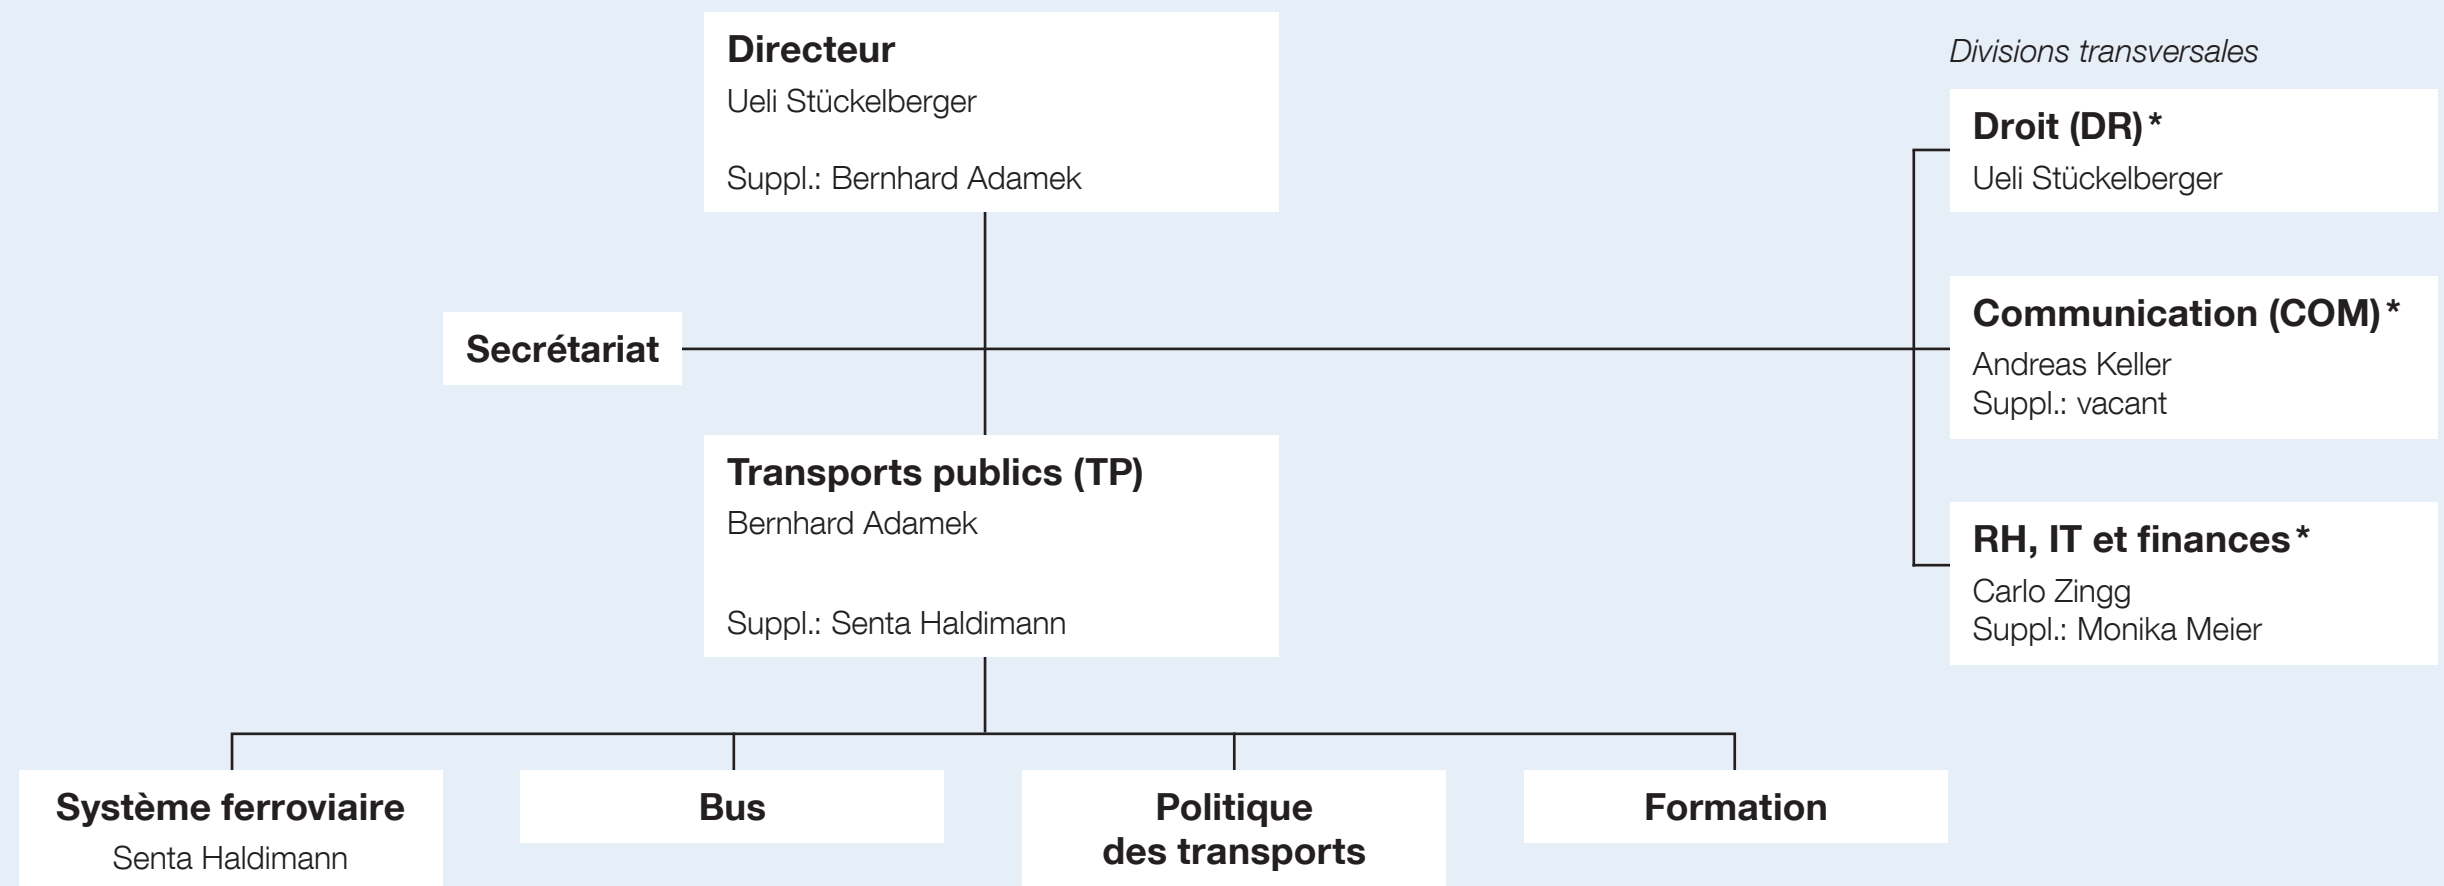 Directeur
Ueli Stückelberger
Suppl.: Bernhard Adamek
Divisions transversales
Droit (DR)*
Ueli Stückelberger
Communication (COM)*
Andreas Keller
Suppl.: vacant
RH, IT et finances*
Carlo Zingg
Suppl.: Monika Meier
Secrétariat
Transports publics (TP)
Bernhard Adamek
Suppl.: Senta Haldimann
Système ferroviaire
Senta Haldimann
Bus
Politique
des transports
Formation